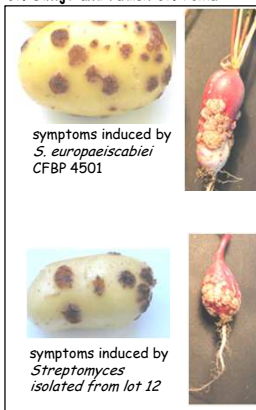 symptoms induced by
S. europaeiscabiei
CFBP 4501
symptoms induced by
Streptomyces
isolated from lot 12